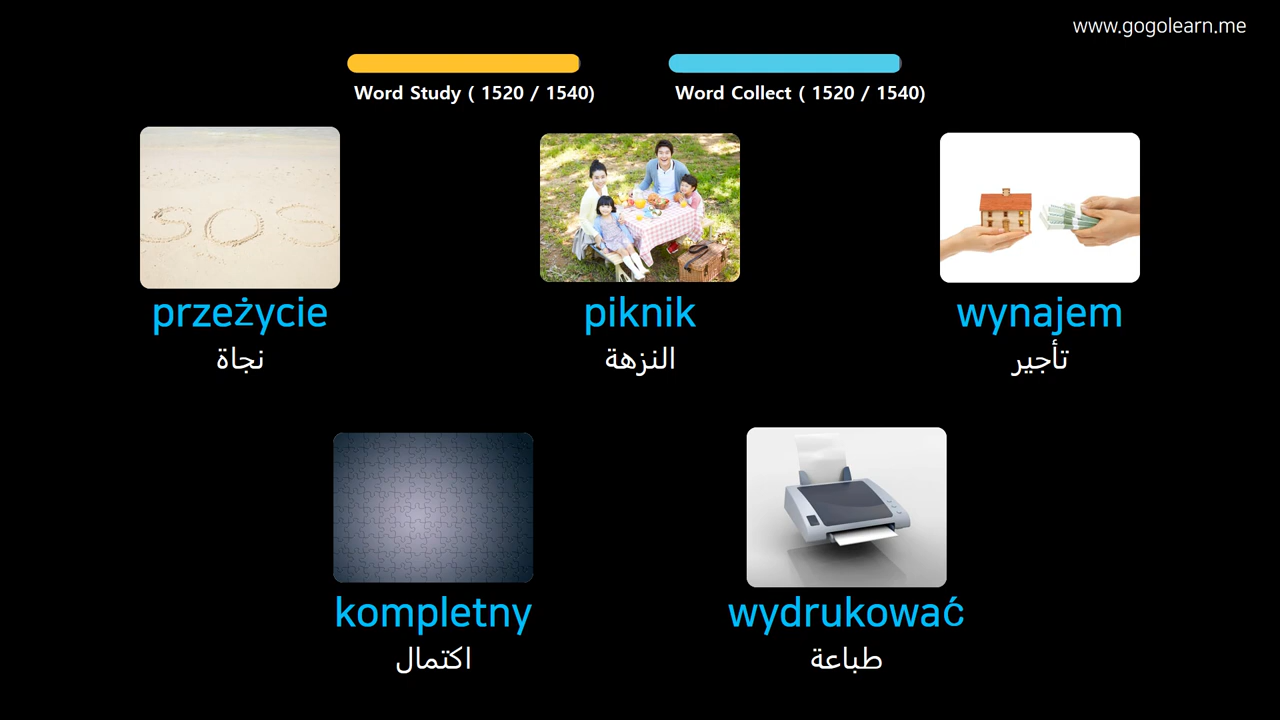 www.gogolearn.me
Word Study ( 1520 / 1540)
Word Collect ( 1520 / 1540)
SOS
przeżycie
نجاة
piknik
النزهة
wynajem
تأجير
kompletny
اكتمال
wydrukować
طباعة